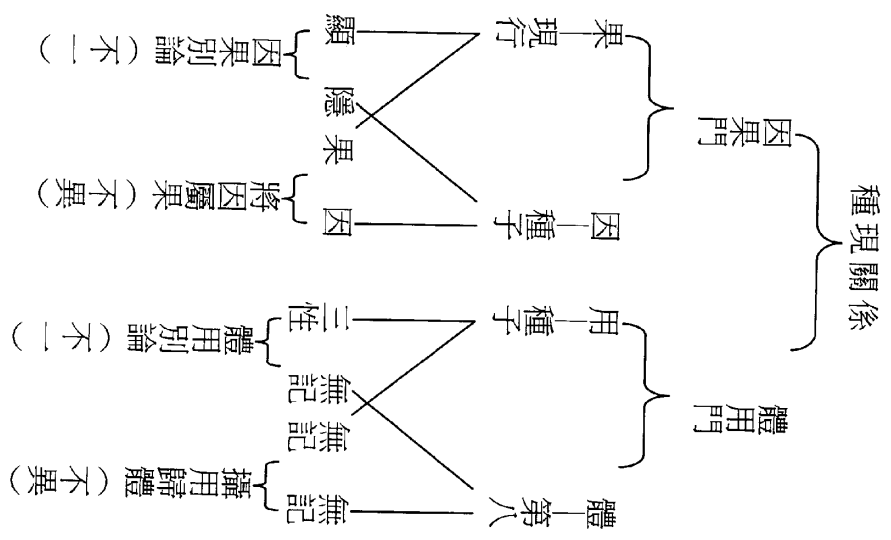 種現關係
因果門
果—現行
因—種子
顯
隱
果
因
因果別論（不一）
將因屬果（不異）
體用門
用—種子
體—第八
三性
無記
無記
無記
體用別論（不一）
攝用歸體（不異）